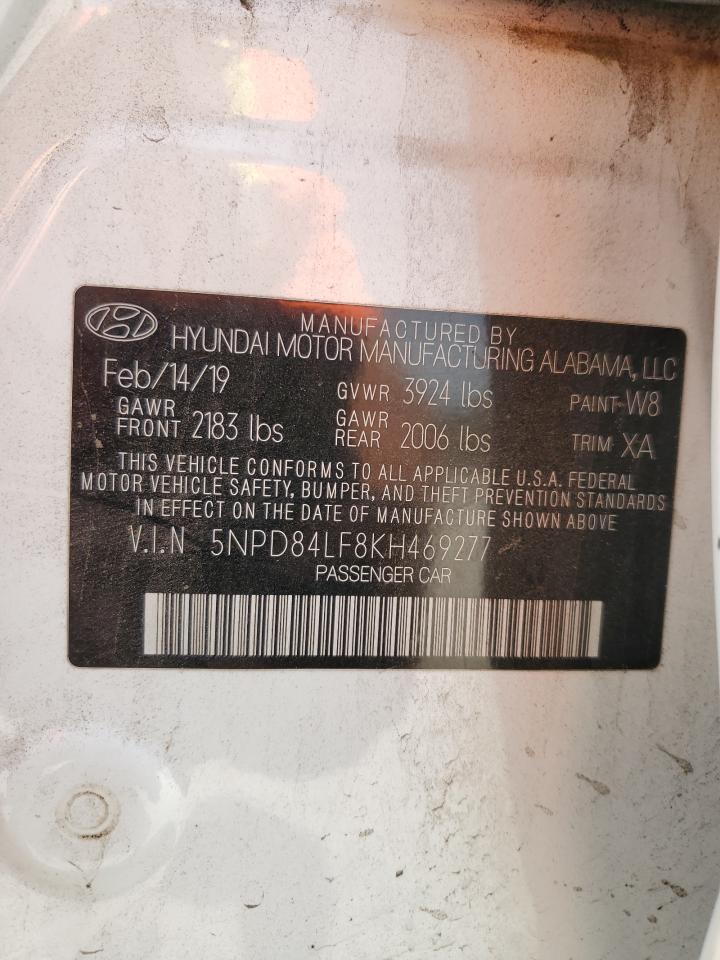 MANUFACTURED BY
HYUNDAI MOTOR MANUFACTURING ALABAMA, LLC
Feb/14/19 GVWR 3924 lbs PAINT W8
GAWR FRONT 2183 lbs GAWR REAR 2006 lbs TRIM XA
THIS VEHICLE CONFORMS TO ALL APPLICABLE U.S.A. FEDERAL
MOTOR VEHICLE SAFETY, BUMPER, AND THEFT PREVENTION STANDARDS
IN EFFECT ON THE DATE OF MANUFACTURE SHOWN ABOVE
V.I.N 5NPD84LF8KH469277
PASSENGER CAR